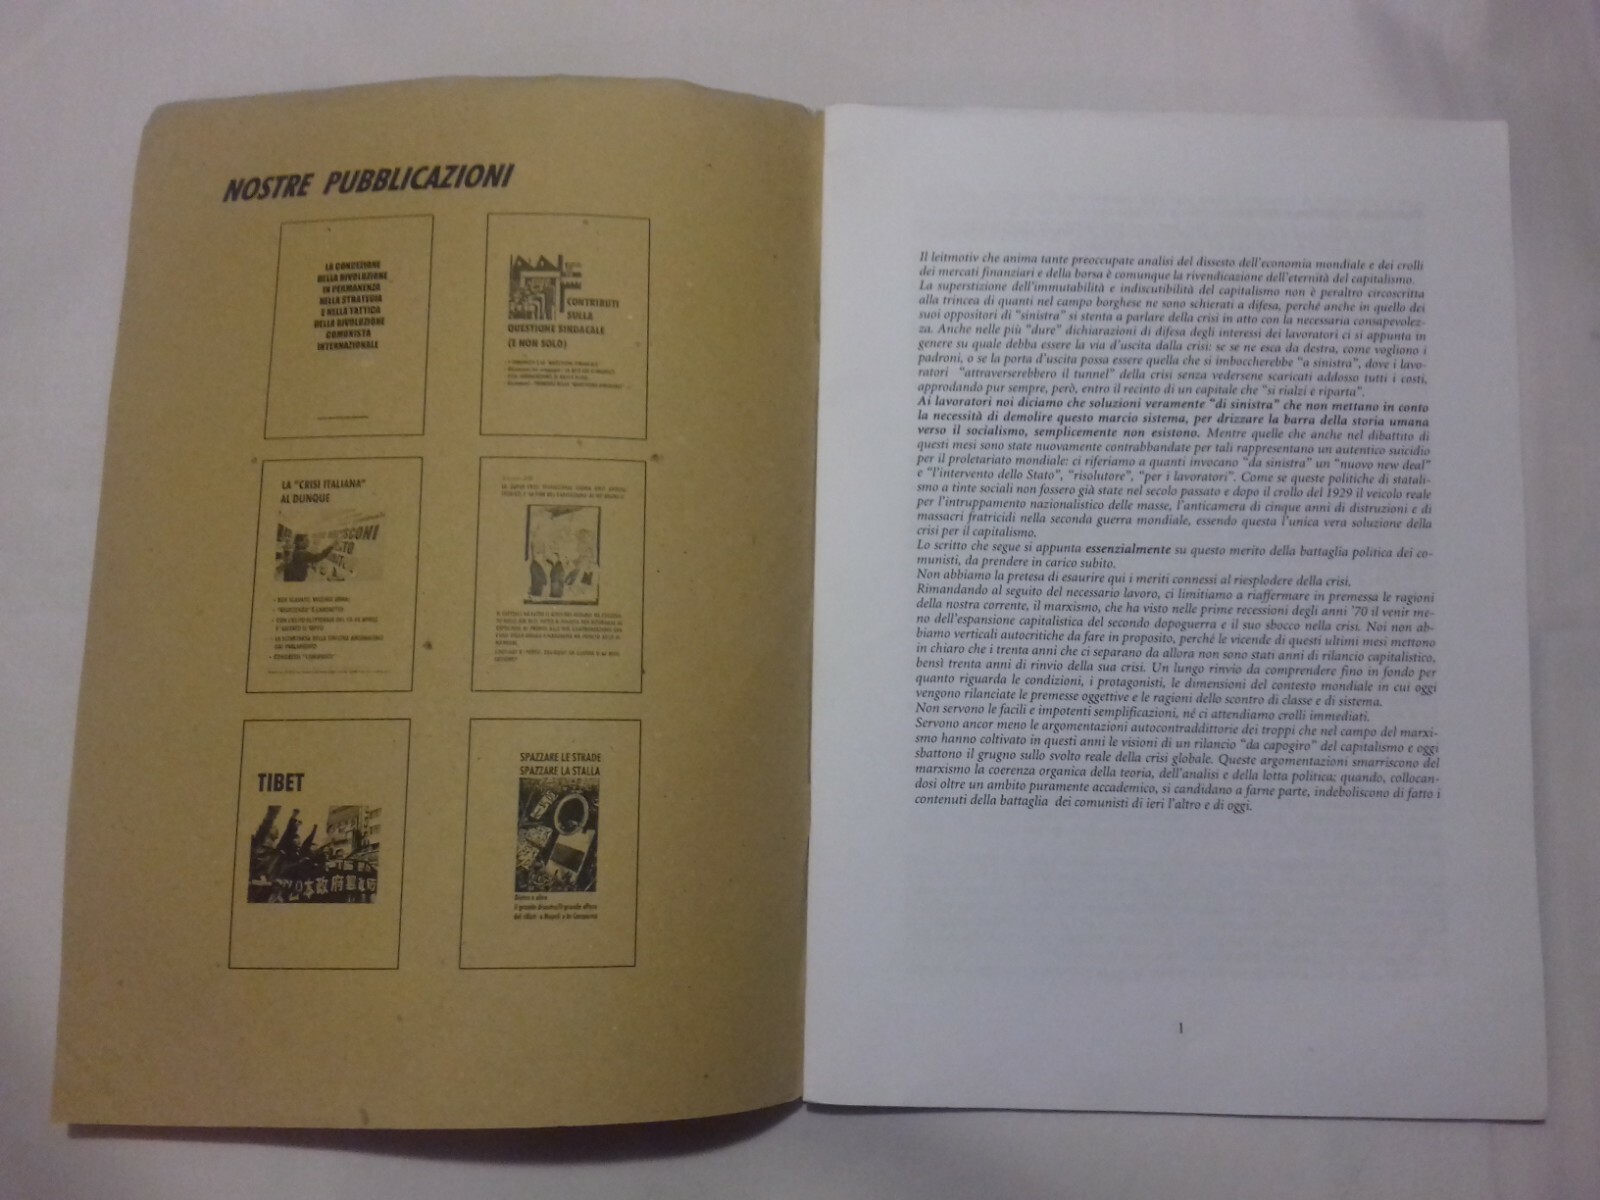 NOSTRE PUBBLICAZIONI
LA CONCEZIONE
DELLA RIVOLUZIONE
IN PERMANENZA
NELLA STRATEGIA
E NELLA TATTICA
DELLA RIVOLUZIONE
COMUNISTA
INTERNAZIONALE
CONTRIBUTI
SULLA
QUESTIONE SINDACALE
(E NON SOLO)
LA "CRISI ITALIANA"
AL DUNQUE
TIBET
日本政府
SPAZZARE LE STRADE
SPAZZARE LA STALLA
Il leitmotiv che anima tante preoccupate analisi del dissesto dell'economia mondiale e dei crolli
dei mercati finanziari e della borsa è comunque la rivendicazione dell'eternità del capitalismo.
La superstizione dell'immutabilità e indiscutibilità del capitalismo non è peraltro circoscritta
alla trincea di quanti nel campo borghese ne sono schierati a difesa, perché anche in quello dei
suoi oppositori di "sinistra" si stenta a parlare della crisi in atto con la necessaria consapevolez-
za. Anche nelle più "dure" dichiarazioni di difesa degli interessi dei lavoratori ci si appunta in
genere su quale debba essere la via d'uscita dalla crisi: se se ne esca da destra, come vogliono i
padroni, o se la porta d'uscita possa essere quella che si imboccherebbe "a sinistra", dove i lavo-
ratori "attraverserebbero il tunnel" della crisi senza vedersene scaricati addosso tutti i costi,
approdando pur sempre, però, entro il recinto di un capitale che "si rialzi e riparta".
Ai lavoratori noi diciamo che soluzioni veramente "di sinistra" che non mettano in conto
la necessità di demolire questo marcio sistema, per drizzare la barra della storia umana
verso il socialismo, semplicemente non esistono. Mentre quelle che anche nel dibattito di
questi mesi sono state nuovamente contrabbandate per tali rappresentano un autentico suicidio
per il proletariato mondiale: ci riferiamo a quanti invocano "da sinistra" un "nuovo new deal"
e "l'intervento dello Stato", "risolutore", "per i lavoratori". Come se queste politiche di statali-
smo a tinte sociali non fossero già state nel secolo passato e dopo il crollo del 1929 il veicolo reale
per l'intruppamento nazionalistico delle masse, l'anticamera di cinque anni di distruzioni e di
massacri fratricidi nella seconda guerra mondiale, essendo questa l'unica vera soluzione della
crisi per il capitalismo.
Lo scritto che segue si appunta essenzialmente su questo merito della battaglia politica dei co-
munisti, da prendere in carico subito.
Non abbiamo la pretesa di esaurire qui i meriti connessi al riesplodere della crisi.
Rimandando al seguito del necessario lavoro, ci limitiamo a riaffermare in premessa le ragioni
della nostra corrente, il marxismo, che ha visto nelle prime recessioni degli anni '70 il venir me-
no dell'espansione capitalistica del secondo dopoguerra e il suo sbocco nella crisi. Noi non ab-
biamo verticali autocritiche da fare in proposito, perché le vicende di questi ultimi mesi mettono
in chiaro che i trenta anni che ci separano da allora non sono stati anni di rilancio capitalistico,
bensì trenta anni di rinvio della sua crisi. Un lungo rinvio da comprendere fino in fondo per
quanto riguarda le condizioni, i protagonisti, le dimensioni del contesto mondiale in cui oggi
vengono rilanciate le premesse oggettive e le ragioni dello scontro di classe e di sistema.
Non servono le facili e impotenti semplificazioni, né ci attendiamo crolli immediati.
Servono ancor meno le argomentazioni autocontraddittorie dei troppi che nel campo del marxi-
smo hanno coltivato in questi anni le visioni di un rilancio "da capogiro" del capitalismo e oggi
sbattono il grugno sullo svolto reale della crisi globale. Queste argomentazioni smarriscono del
marxismo la coerenza organica della teoria, dell'analisi e della lotta politica; quando, collocan-
dosi oltre un ambito puramente accademico, si candidano a farne parte, indeboliscono di fatto i
contenuti della battaglia dei comunisti di ieri l'altro e di oggi.
1